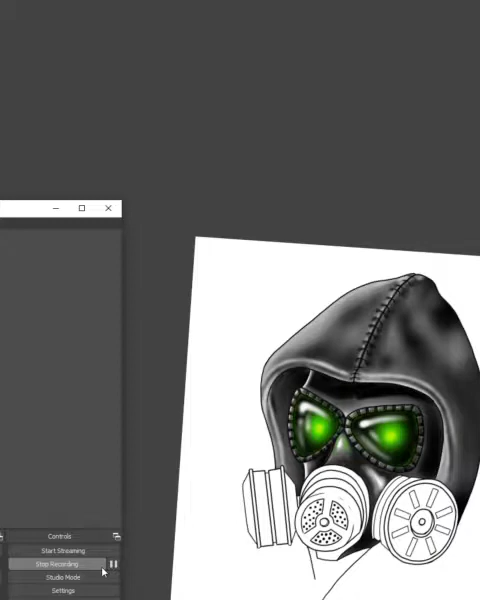 Controls
Start Streaming
Stop Recording
Studio Mode
Settings